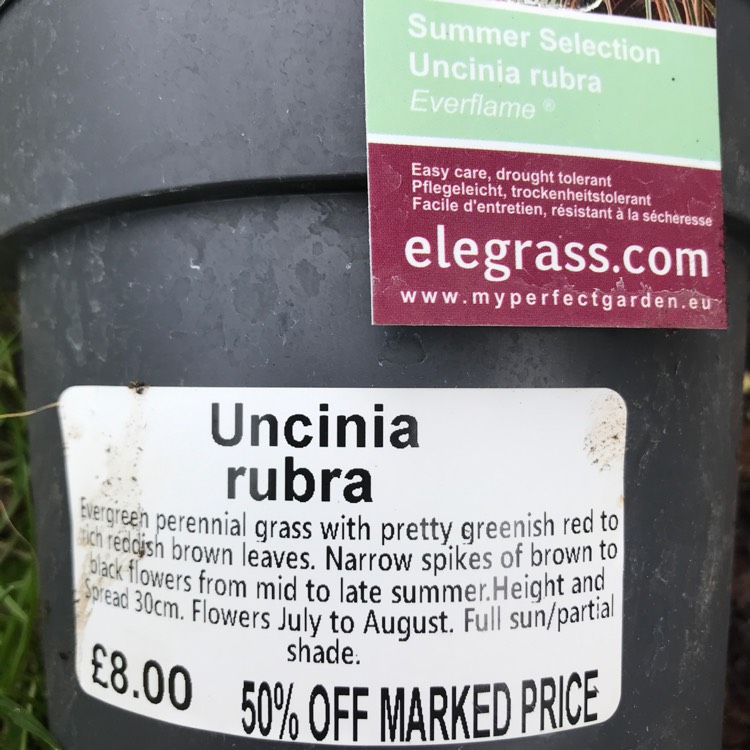 Summer Selection
Uncinia rubra
Everflame ®
Easy care, drought tolerant
Pflegeleicht, trockenheitstolerant
Facile d'entretien, résistant à la sécheresse
elegrass.com
www.myperfectgarden.eu
Uncinia
rubra
Evergreen perennial grass with pretty greenish red to
rich reddish brown leaves. Narrow spikes of brown to
black flowers from mid to late summer.Height and
Spread 30cm. Flowers July to August. Full sun/partial
shade.
£8.00 50% OFF MARKED PRICE